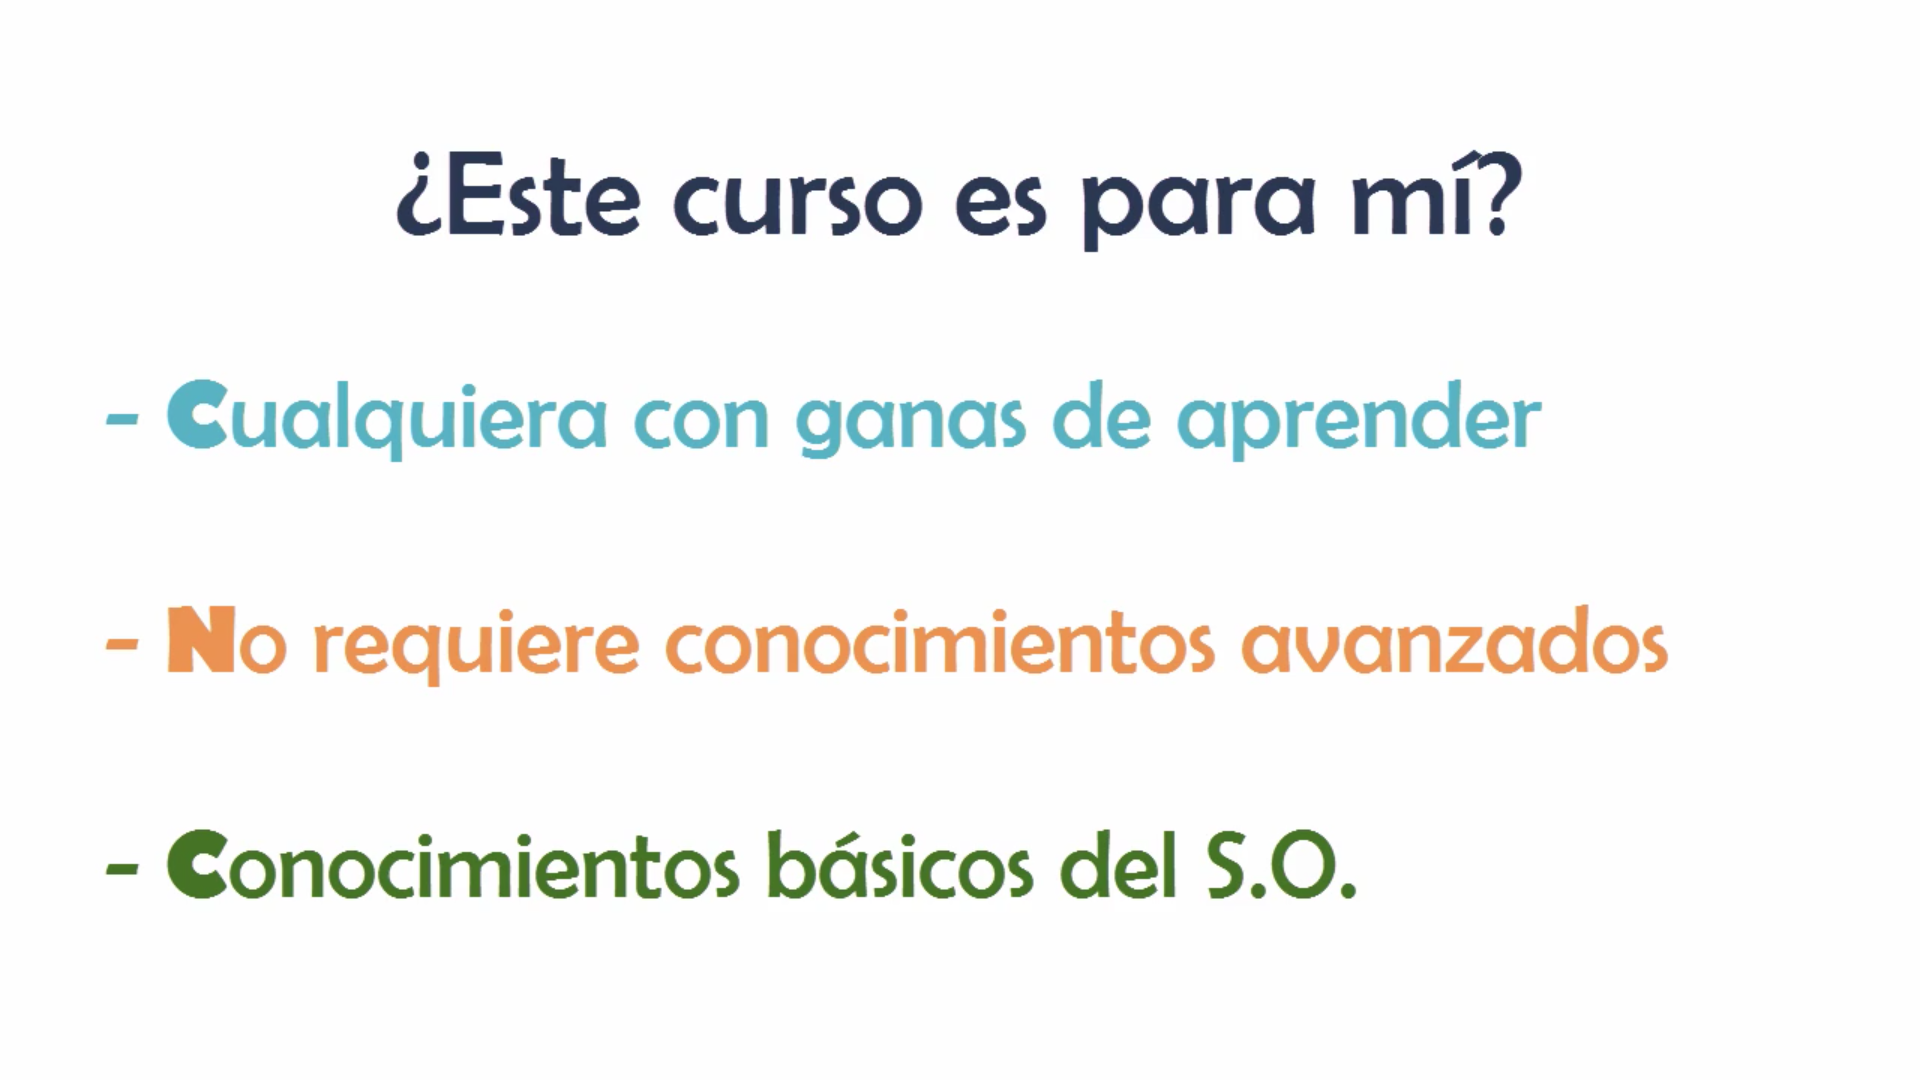 ¿Este curso es para mí?
- Cualquiera con ganas de aprender
- No requiere conocimientos avanzados
- Conocimientos básicos del S.O.